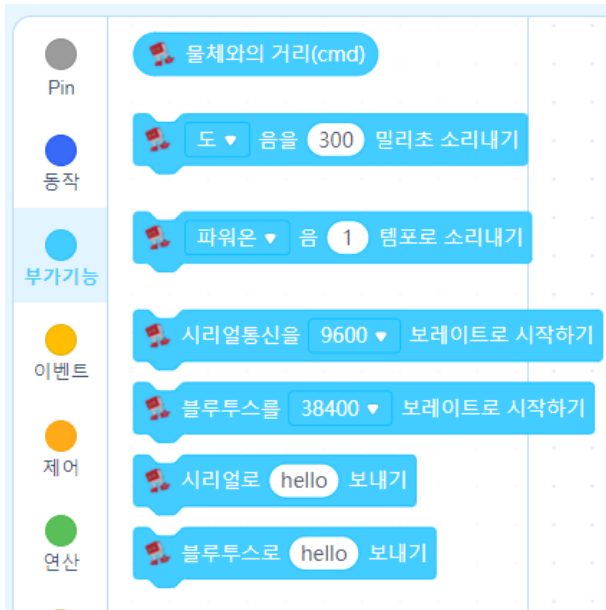 Pin
동작
부가기능
이벤트
제어
연산
물체와의 거리(cmd)
도 음을 300 밀리초 소리내기
파워온 음 1 템포로 소리내기
시리얼통신을 9600 보레이트로 시작하기
블루투스를 38400 보레이트로 시작하기
시리얼로 hello 보내기
블루투스로 hello 보내기